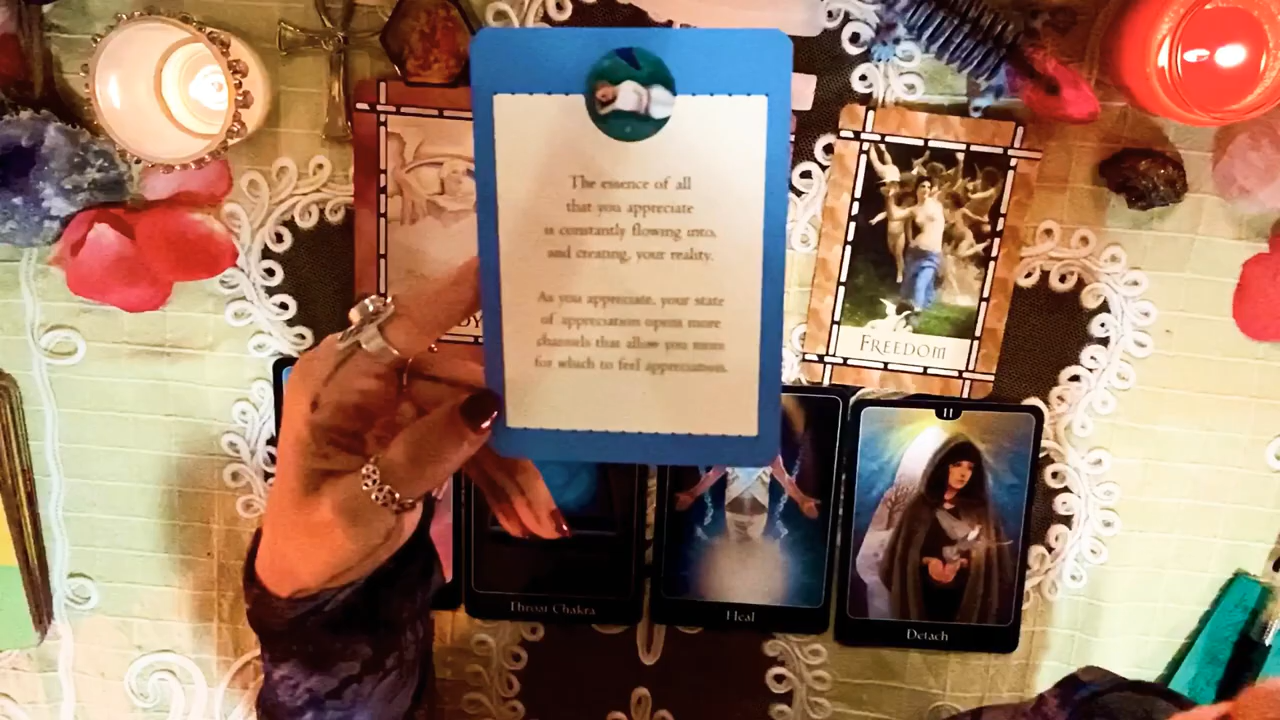 The essence of all
that you appreciate
is constantly flowing into,
and creating, your reality.
As you appreciate, your state
of appreciation opens more
channels that allow you more
for which to feel appreciation.
FREEDOM
II
Throat Chakra
Heal
Detach